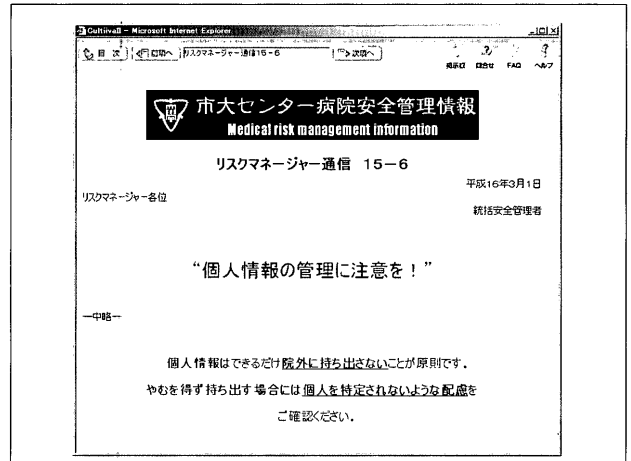 CultiivaII - Microsoft Internet Explorer
目 次 前項へ リスクマネージャー通信15-6 次項へ
掲示板 問合せ FAQ ヘルプ
市大センター病院安全管理情報
Medical risk management information
リスクマネージャー通信 15-6
平成16年3月1日
リスクマネージャー各位
統括安全管理者
“個人情報の管理に注意を！”
―中略―
個人情報はできるだけ院外に持ち出さないことが原則です．
やむを得ず持ち出す場合には個人を特定されないような配慮を
ご確認ください．